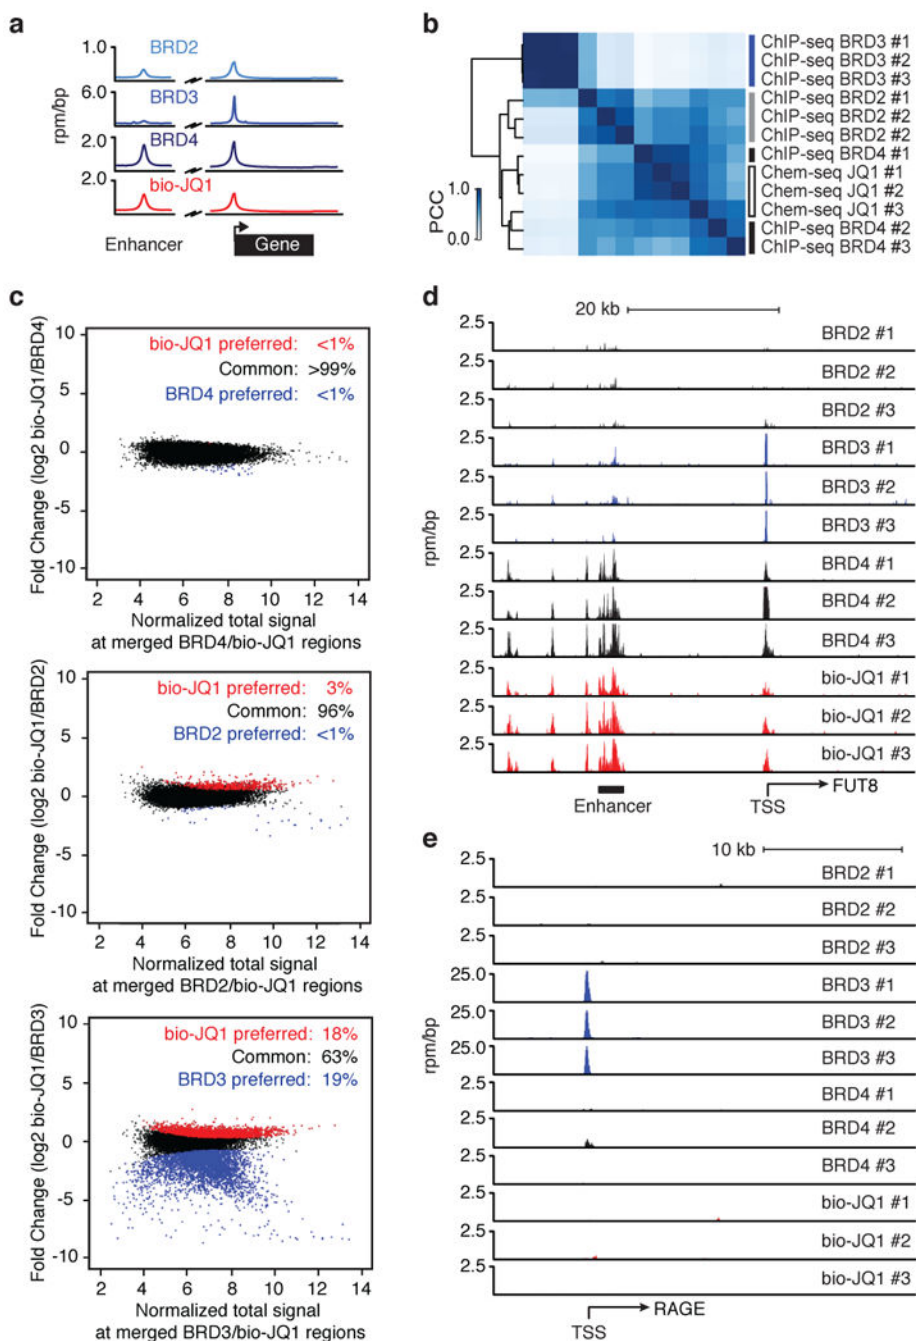 a
BRD2
1.0
BRD3
6.0
rpm/bp
BRD4
2.0
bio-JQ1
2.0
Enhancer
Gene
b
ChIP-seq BRD3 #1
ChIP-seq BRD3 #2
ChIP-seq BRD3 #3
ChIP-seq BRD2 #1
ChIP-seq BRD2 #2
ChIP-seq BRD2 #2
ChIP-seq BRD4 #1
Chem-seq JQ1 #1
Chem-seq JQ1 #2
Chem-seq JQ1 #3
ChIP-seq BRD4 #2
ChIP-seq BRD4 #3
PCC
1.0
0.0
c
Fold Change (log2 bio-JQ1/BRD4)
10
5
0
-5
-10
bio-JQ1 preferred: <1%
Common: >99%
BRD4 preferred: <1%
2 4 6 8 10 12 14
Normalized total signal
at merged BRD4/bio-JQ1 regions
Fold Change (log2 bio-JQ1/BRD2)
10
5
0
-5
-10
bio-JQ1 preferred: 3%
Common: 96%
BRD2 preferred: <1%
2 4 6 8 10 12 14
Normalized total signal
at merged BRD2/bio-JQ1 regions
Fold Change (log2 bio-JQ1/BRD3)
10
5
0
-5
-10
bio-JQ1 preferred: 18%
Common: 63%
BRD3 preferred: 19%
2 4 6 8 10 12 14
Normalized total signal
at merged BRD3/bio-JQ1 regions
d
20 kb
rpm/bp
2.5 BRD2 #1
2.5 BRD2 #2
2.5 BRD2 #3
2.5 BRD3 #1
2.5 BRD3 #2
2.5 BRD3 #3
2.5 BRD4 #1
2.5 BRD4 #2
2.5 BRD4 #3
2.5 bio-JQ1 #1
2.5 bio-JQ1 #2
2.5 bio-JQ1 #3
Enhancer
TSS
FUT8
e
10 kb
rpm/bp
2.5 BRD2 #1
2.5 BRD2 #2
2.5 BRD2 #3
25.0 BRD3 #1
25.0 BRD3 #2
25.0 BRD3 #3
2.5 BRD4 #1
2.5 BRD4 #2
2.5 BRD4 #3
2.5 bio-JQ1 #1
2.5 bio-JQ1 #2
2.5 bio-JQ1 #3
RAGE
TSS